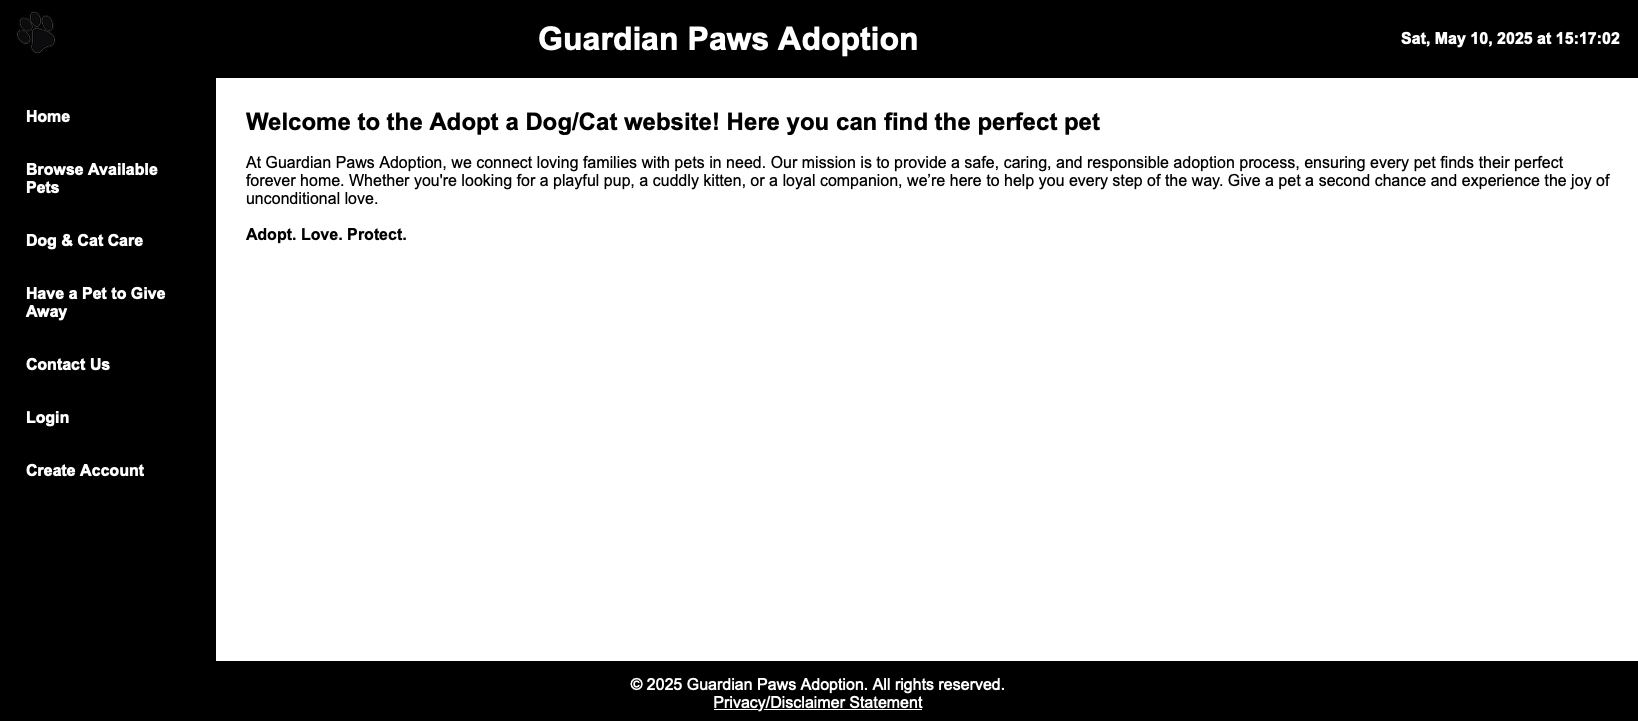 Guardian Paws Adoption
Sat, May 10, 2025 at 15:17:02
Home
Browse Available
Pets
Dog & Cat Care
Have a Pet to Give
Away
Contact Us
Login
Create Account
Welcome to the Adopt a Dog/Cat website! Here you can find the perfect pet
At Guardian Paws Adoption, we connect loving families with pets in need. Our mission is to provide a safe, caring, and responsible adoption process, ensuring every pet finds their perfect
forever home. Whether you're looking for a playful pup, a cuddly kitten, or a loyal companion, we’re here to help you every step of the way. Give a pet a second chance and experience the joy of
unconditional love.
Adopt. Love. Protect.
© 2025 Guardian Paws Adoption. All rights reserved.
Privacy/Disclaimer Statement